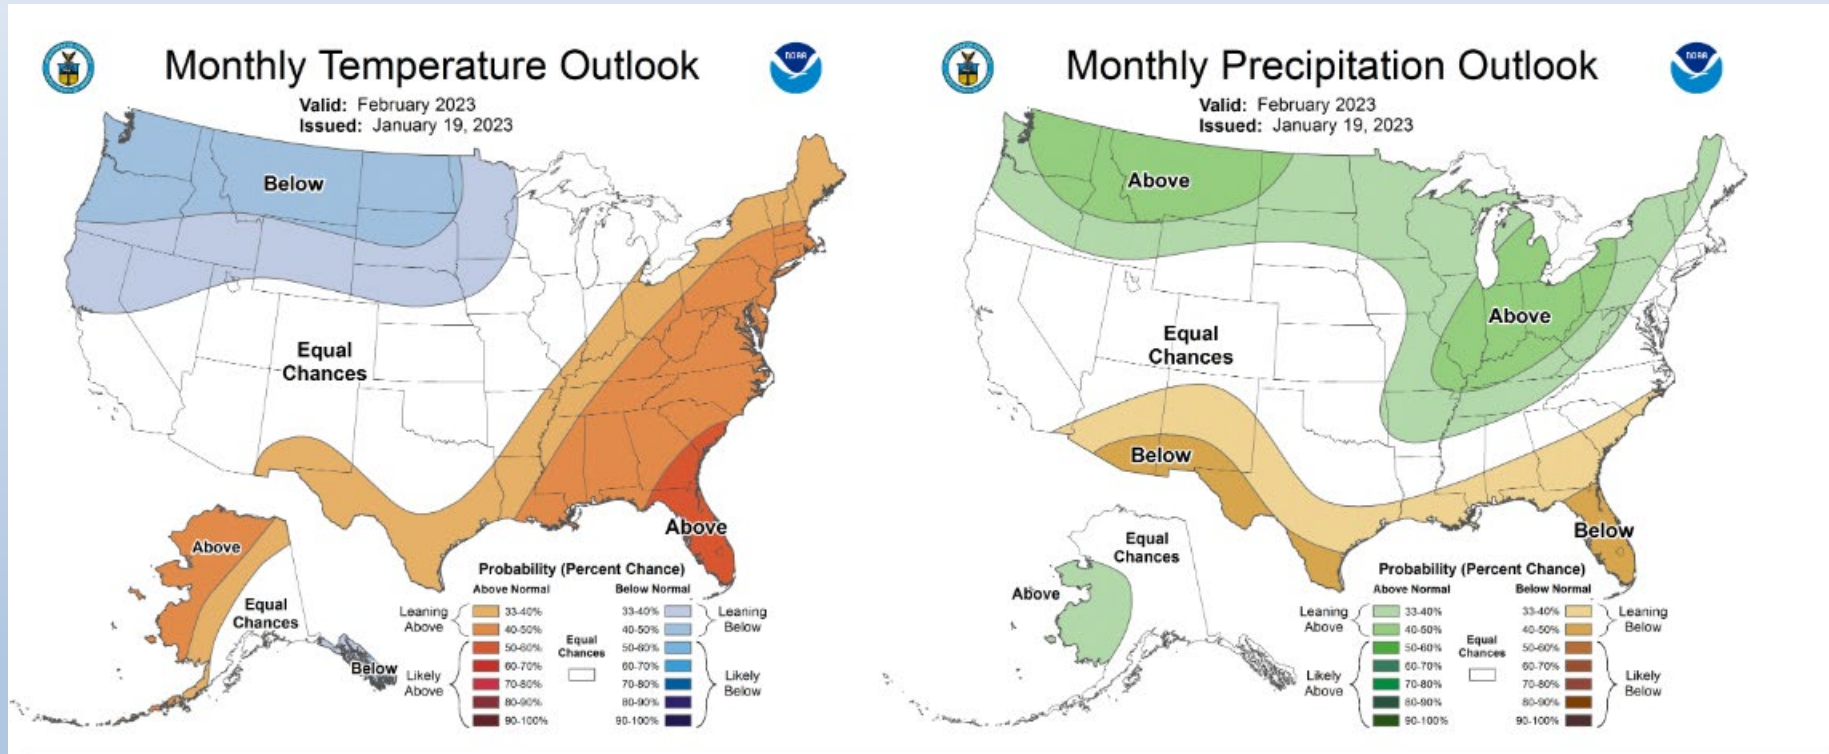 Monthly Temperature Outlook
NOAA
Valid: February 2023
Issued: January 19, 2023
Below
Equal
Chances
Above
Above
Equal
Chances
Below
Probability (Percent Chance)
Above Normal
Below Normal
Leaning
Above
33-40%
40-50%
50-60%
60-70%
70-80%
80-90%
90-100%
Likely
Above
Equal
Chances
33-40%
40-50%
50-60%
60-70%
70-80%
80-90%
90-100%
Leaning
Below
Likely
Below
Monthly Precipitation Outlook
NOAA
Valid: February 2023
Issued: January 19, 2023
Above
Above
Equal
Chances
Below
Below
Equal
Chances
Above
Probability (Percent Chance)
Above Normal
Below Normal
Leaning
Above
33-40%
40-50%
50-60%
60-70%
70-80%
80-90%
90-100%
Likely
Above
Equal
Chances
33-40%
40-50%
50-60%
60-70%
70-80%
80-90%
90-100%
Leaning
Below
Likely
Below